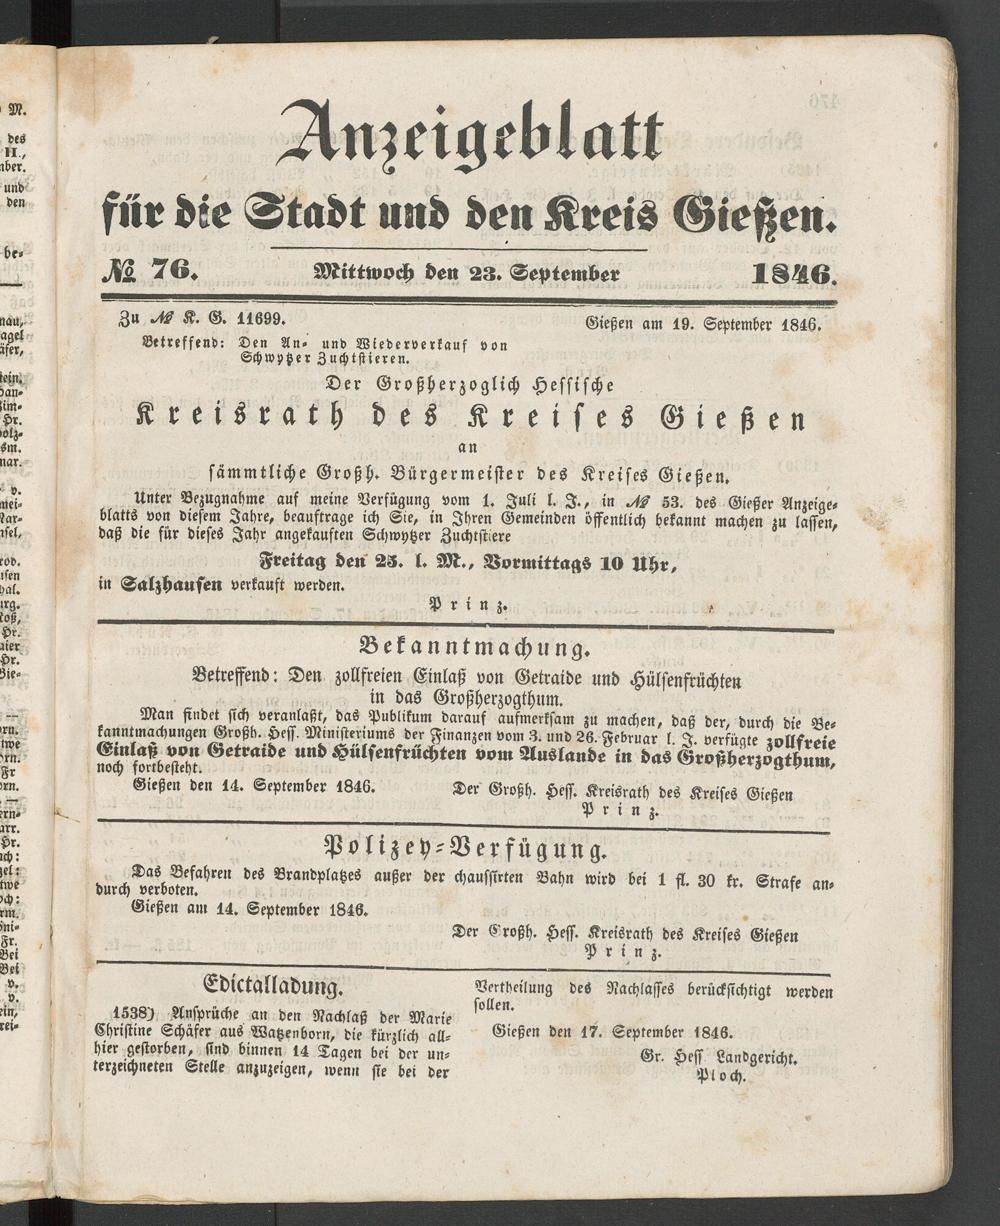 Anzeigeblatt
für die Stadt und den Kreis Gießen.
№ 76. Mittwoch den 23. September 1846.
Zu № K. G. 11699. Gießen am 19. September 1846.
Betreffend: Den An- und Wiederverkauf von
Schwytzer Zuchtstieren.
Der Großherzoglich Hessische
Kreisrath des Kreises Gießen
an
sämmtliche Großh. Bürgermeister des Kreises Gießen.
Unter Bezugnahme auf meine Verfügung vom 1. Juli l. J., in № 53. des Gießer Anzeige-
blatts von diesem Jahre, beauftrage ich Sie, in Ihren Gemeinden öffentlich bekannt machen zu lassen,
daß die für dieses Jahr angekauften Schwytzer Zuchtstiere
Freitag den 25. l. M., Vormittags 10 Uhr,
in Salzhausen verkauft werden.
Prinz.
Bekanntmachung.
Betreffend: Den zollfreien Einlaß von Getraide und Hülsenfrüchten
in das Großherzogthum.
Man findet sich veranlaßt, das Publikum darauf aufmerksam zu machen, daß der, durch die Be-
kanntmachungen Großh. Hess. Ministeriums der Finanzen vom 3. und 26. Februar l. J. verfügte zollfreie
Einlaß von Getraide und Hülsenfrüchten vom Auslande in das Großherzogthum,
noch fortbesteht.
Gießen den 14. September 1846. Der Großh. Hess. Kreisrath des Kreises Gießen
Prinz.
Polizey-Verfügung.
Das Befahren des Brandplatzes außer der chaussirten Bahn wird bei 1 fl. 30 kr. Strafe an-
durch verboten.
Gießen am 14. September 1846.
Der Großh. Hess. Kreisrath des Kreises Gießen
Prinz.
Edictalladung.
1538) Ansprüche an den Nachlaß der Marie
Christine Schäfer aus Watzenborn, die kürzlich all-
hier gestorben, sind binnen 14 Tagen bei der un-
terzeichneten Stelle anzuzeigen, wenn sie bei der
Vertheilung des Nachlasses berücksichtigt werden
sollen.
Gießen den 17. September 1846.
Gr. Hess Landgericht.
Ploch.